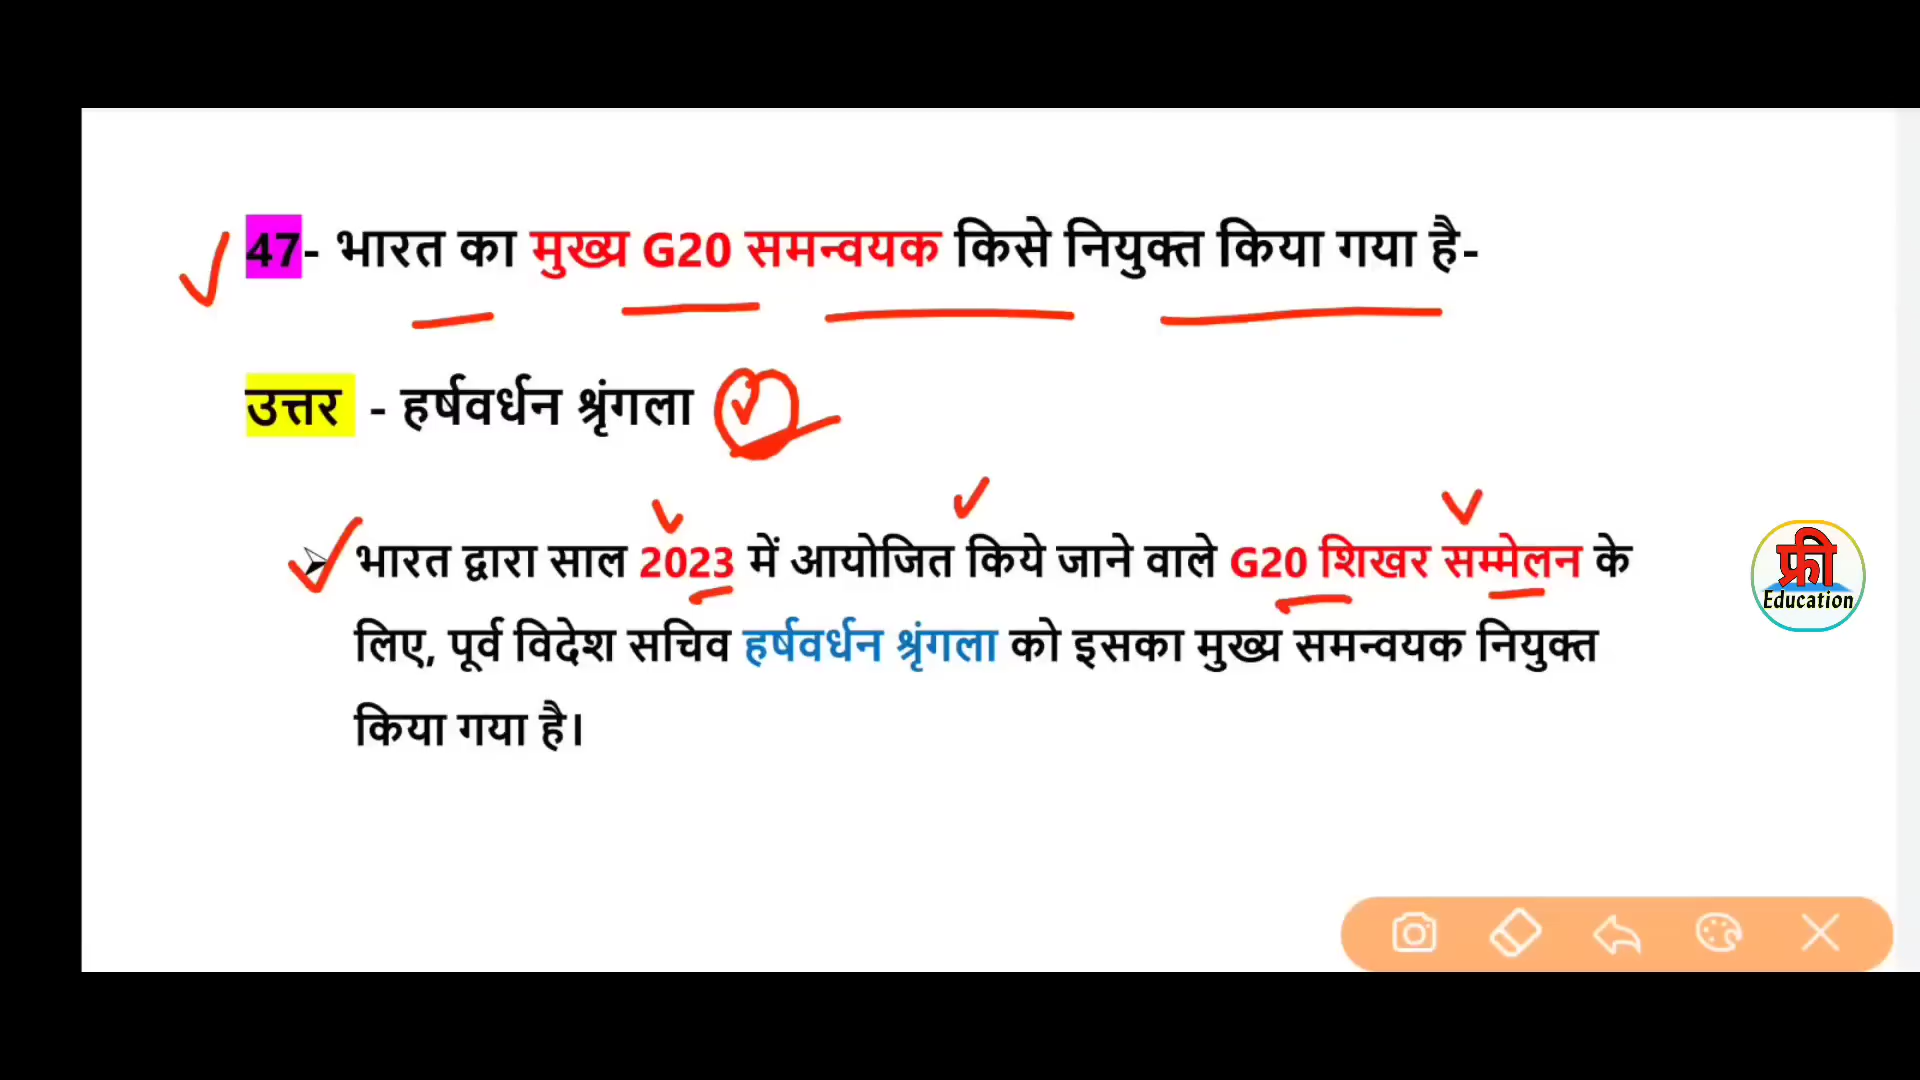 47- भारत का मुख्य G20 समन्वयक किसे नियुक्त किया गया है-
उत्तर - हर्षवर्धन श्रृंगला
➢ भारत द्वारा साल 2023 में आयोजित किये जाने वाले G20 शिखर सम्मेलन के
लिए, पूर्व विदेश सचिव हर्षवर्धन श्रृंगला को इसका मुख्य समन्वयक नियुक्त
किया गया है।
फ्री
Education